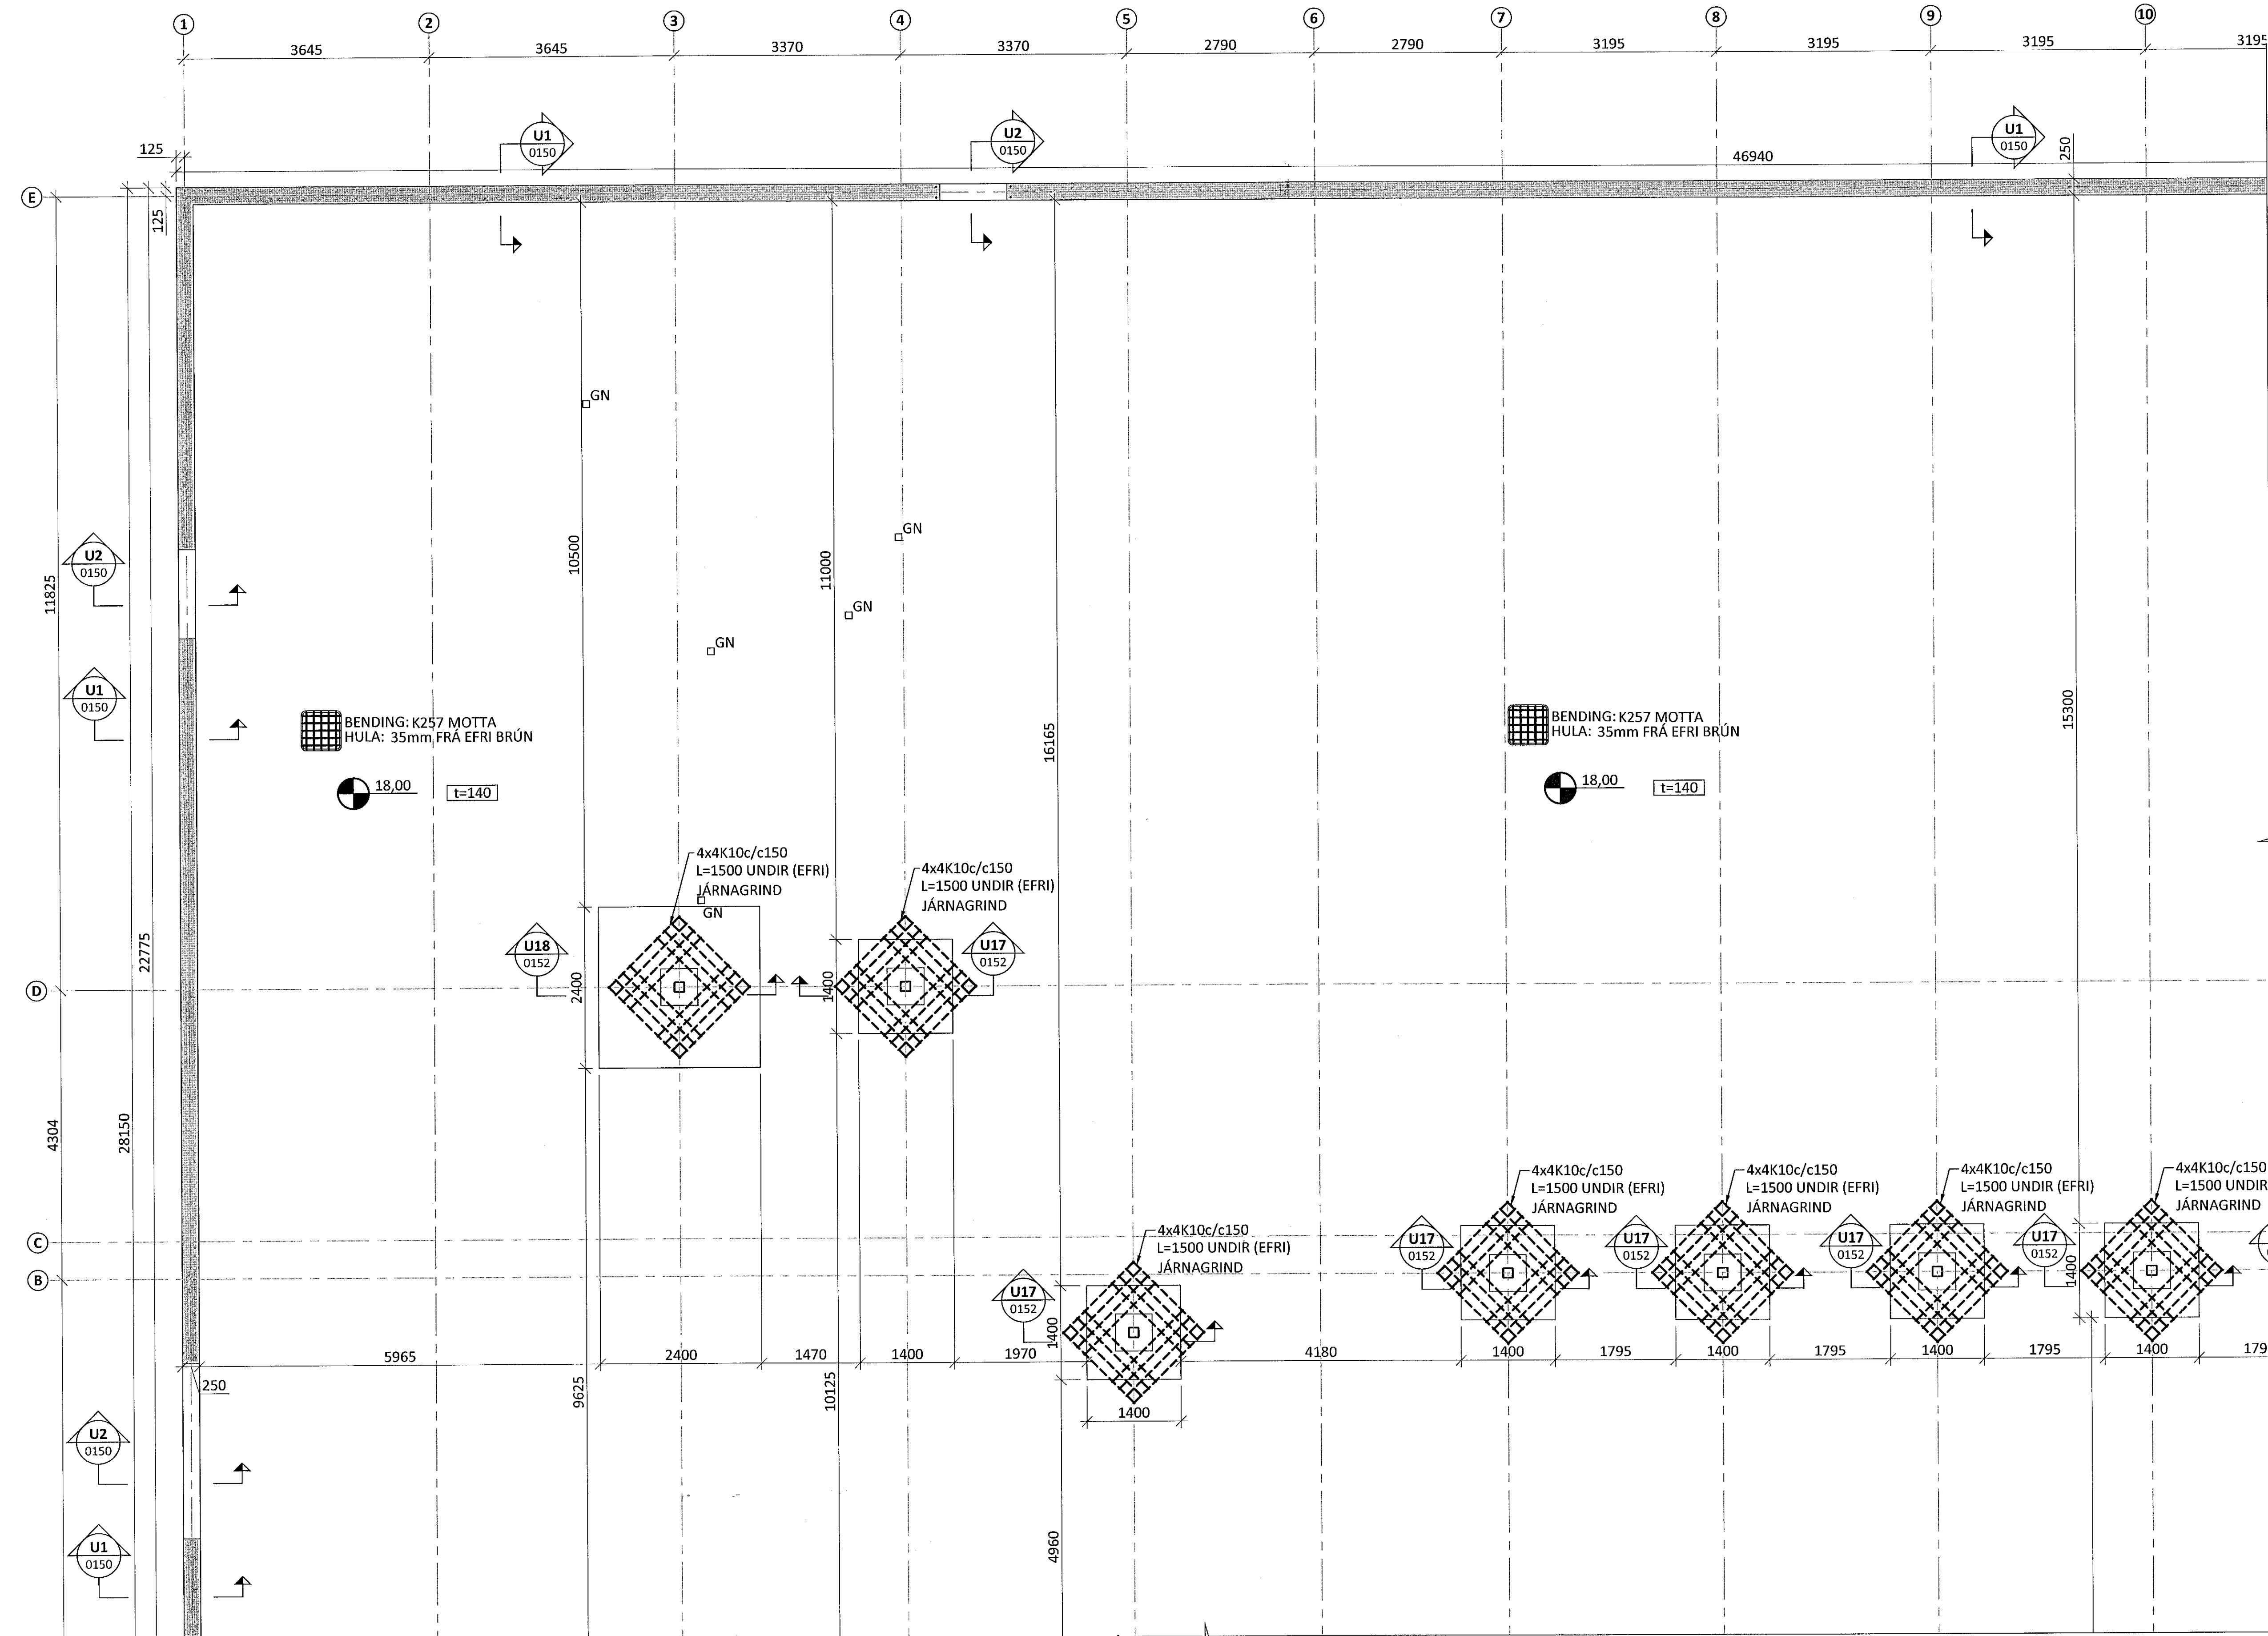 1 2 3 4 5 6 7 8 9 10
3645 3645 3370 3370 2790 2790 3195 3195 3195 3195
U1
0150
U2
0150
U1
0150
125
46940
250
E
125
GN
GN
GN
GN
10500
11000
16165
15300
11825
U2
0150
U1
0150
BENDING: K257 MOTTA
HULA: 35mm FRÁ EFRI BRÚN
18,00 t=140
BENDING: K257 MOTTA
HULA: 35mm FRÁ EFRI BRÚN
18,00 t=140
4x4K10c/c150
L=1500 UNDIR (EFRI)
JÁRNAGRIND
GN
4x4K10c/c150
L=1500 UNDIR (EFRI)
JÁRNAGRIND
22775
28150
U18
0152
2400
1400
U17
0152
D
4304
C
B
4x4K10c/c150
L=1500 UNDIR (EFRI)
JÁRNAGRIND
U17
0152
1400
4x4K10c/c150
L=1500 UNDIR (EFRI)
JÁRNAGRIND
U17
0152
4x4K10c/c150
L=1500 UNDIR (EFRI)
JÁRNAGRIND
U17
0152
4x4K10c/c150
L=1500 UNDIR (EFRI)
JÁRNAGRIND
U17
0152
4x4K10c/c150
L=1500 UNDIR
JÁRNAGRIND
U17
0152
1400
5965 2400 1470 1400 1970 4180 1400 1795 1400 1795 1400 1795 1400 179
250
9625
10125
1400
4960
U2
0150
U1
0150